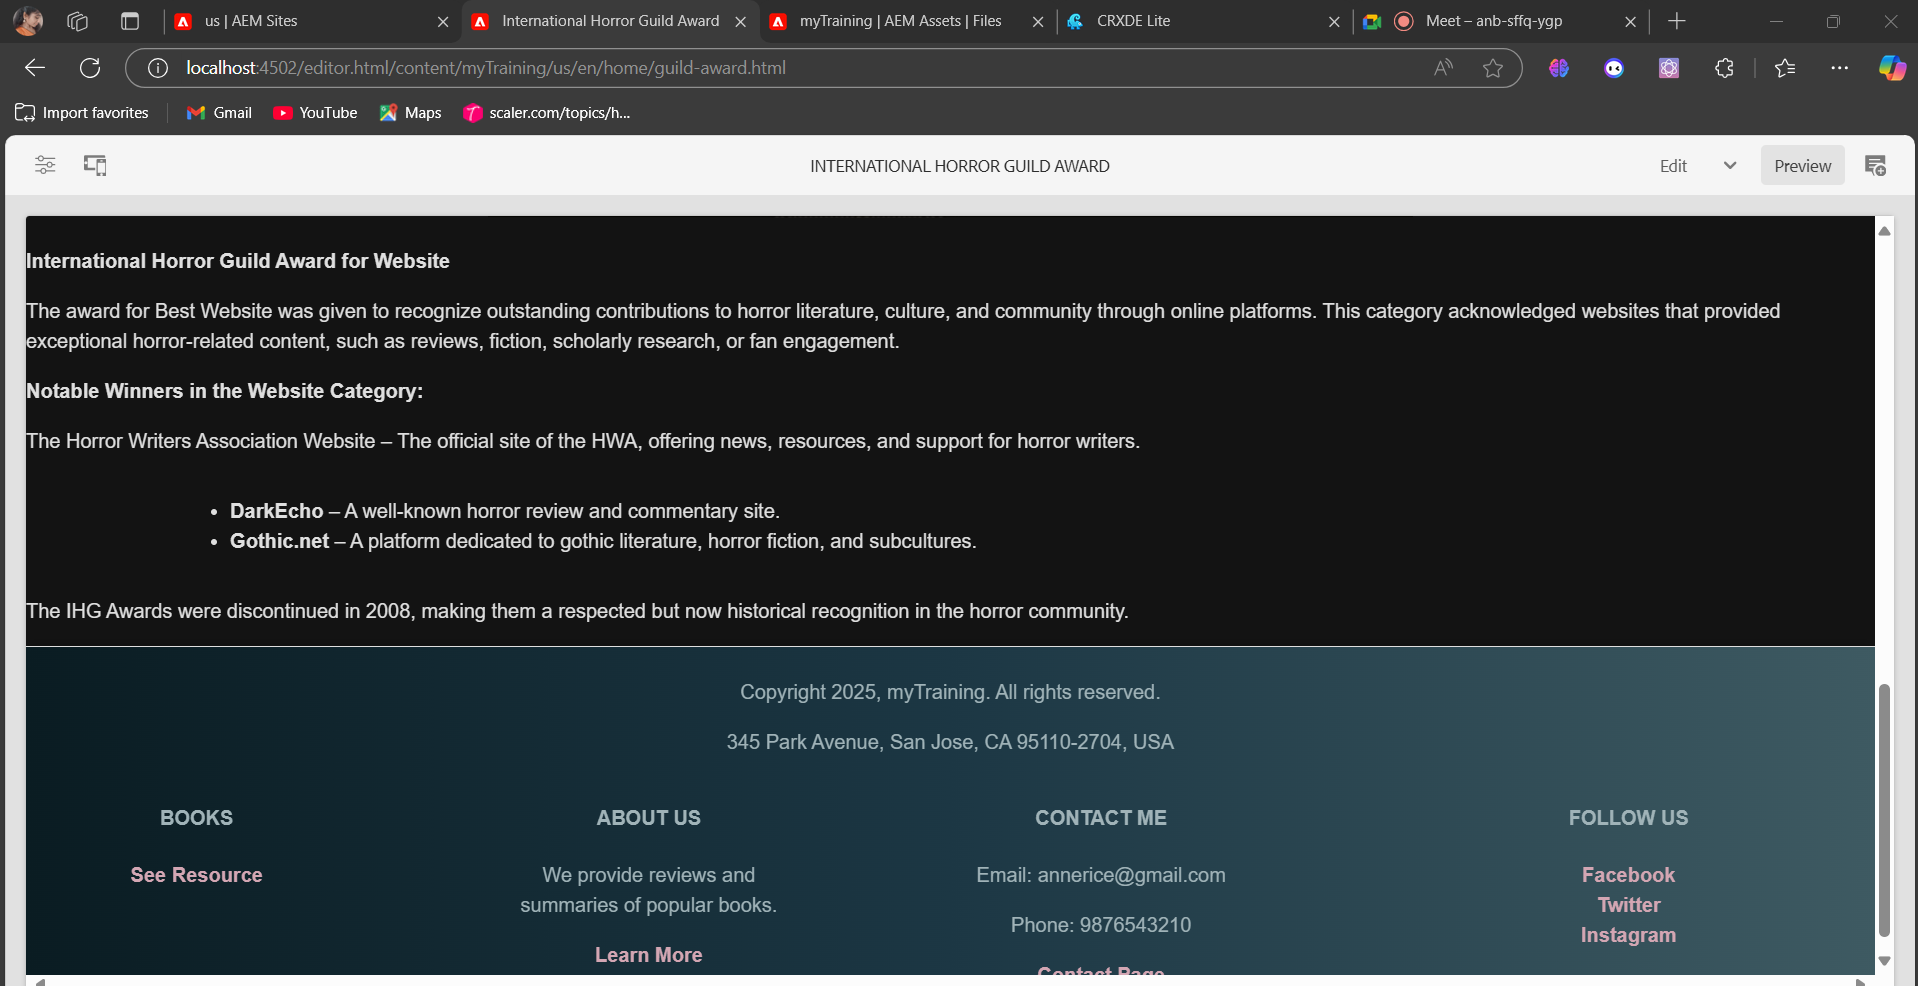 us | AEM Sites
International Horror Guild Award
myTraining | AEM Assets | Files
CRXDE Lite
Meet – anb-sffq-ygp
localhost:4502/editor.html/content/myTraining/us/en/home/guild-award.html
Import favorites
Gmail
YouTube
Maps
scaler.com/topics/h...
INTERNATIONAL HORROR GUILD AWARD
Edit
Preview
International Horror Guild Award for Website
The award for Best Website was given to recognize outstanding contributions to horror literature, culture, and community through online platforms. This category acknowledged websites that provided
exceptional horror-related content, such as reviews, fiction, scholarly research, or fan engagement.
Notable Winners in the Website Category:
The Horror Writers Association Website – The official site of the HWA, offering news, resources, and support for horror writers.
• DarkEcho – A well-known horror review and commentary site.
• Gothic.net – A platform dedicated to gothic literature, horror fiction, and subcultures.
The IHG Awards were discontinued in 2008, making them a respected but now historical recognition in the horror community.
Copyright 2025, myTraining. All rights reserved.
345 Park Avenue, San Jose, CA 95110-2704, USA
BOOKS
See Resource
ABOUT US
We provide reviews and
summaries of popular books.
Learn More
CONTACT ME
Email: annerice@gmail.com
Phone: 9876543210
Contact Page
FOLLOW US
Facebook
Twitter
Instagram